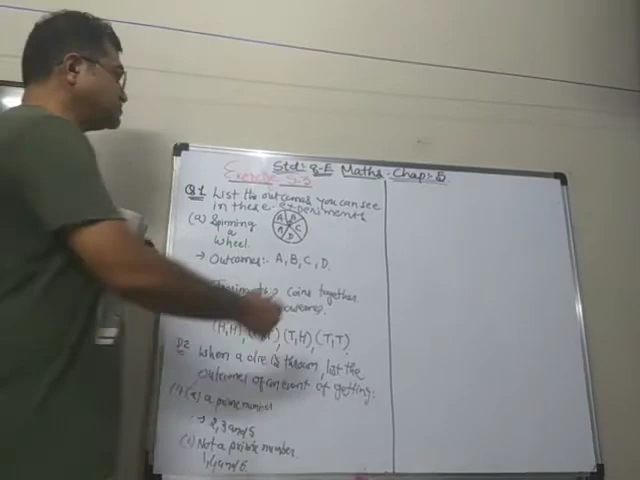 Std: 8-E Maths - Chap: 5
Exercise 5.3
Q.1 List the outcomes you can see
in these experiments
(a) Spinning
a
wheel.
A B C D A
→ Outcomes:- A, B, C, D.
coins together.
(H,H), (T,H), (T,T)
Q2 When a die is thrown, list the
outcomes of an event of getting:
(i) (a) a prime number
→ 2, 3 and 5
Not a prime number.
1, 4 and 6.